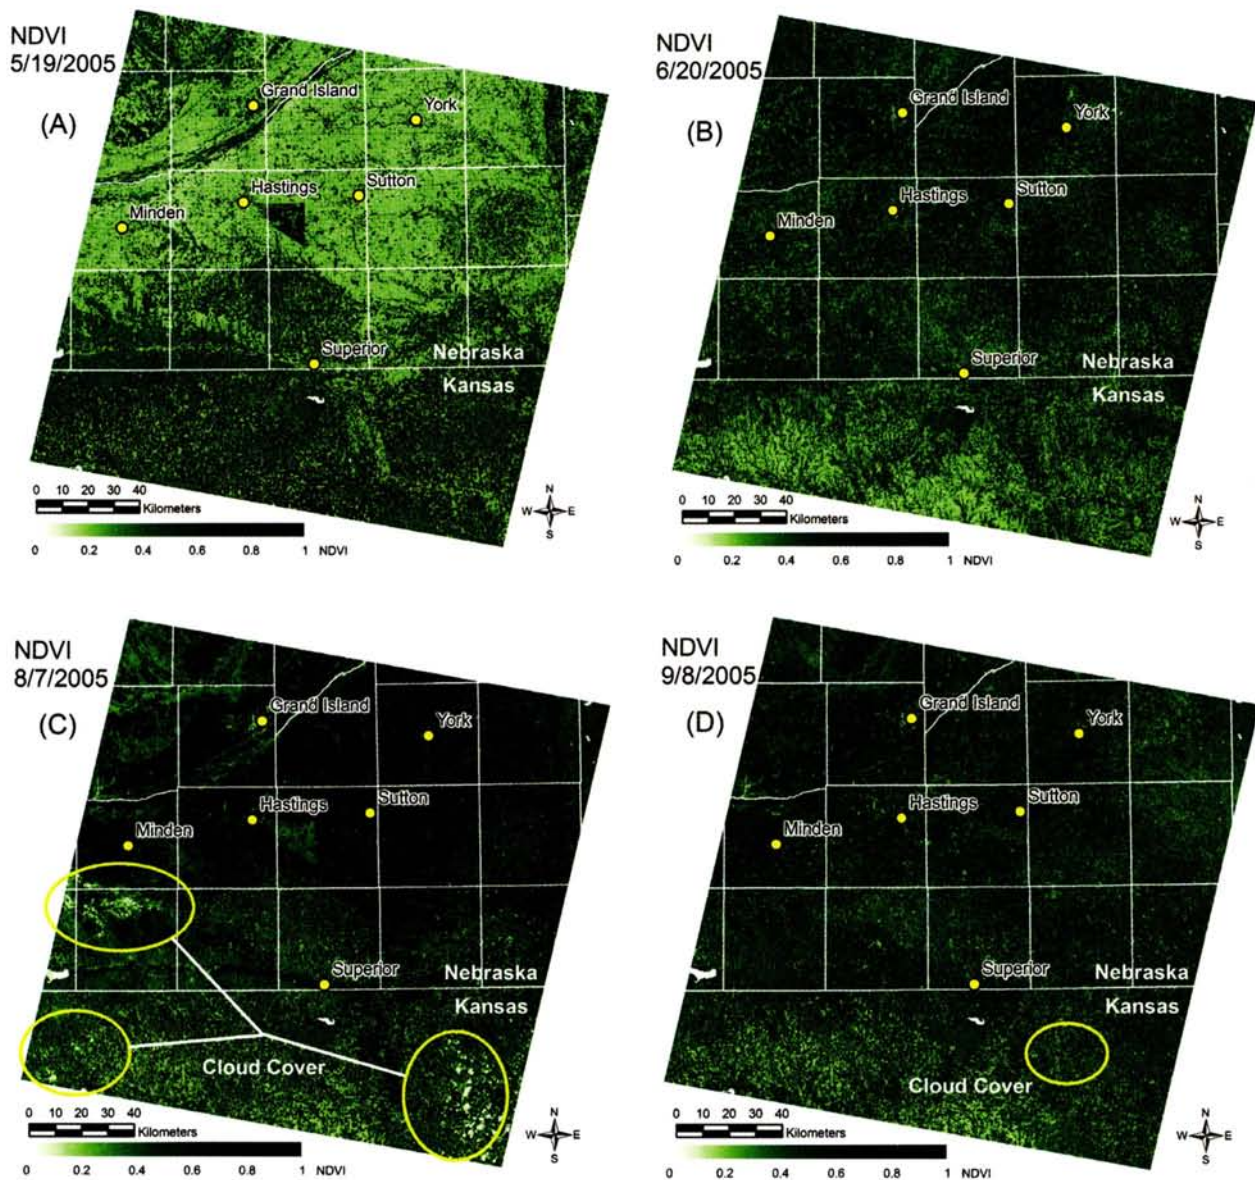 NDVI
5/19/2005
(A)
Grand Island
York
Hastings
Sutton
Minden
Superior
Nebraska
Kansas
0 10 20 30 40
Kilometers
N
W E
S
0 0.2 0.4 0.6 0.8 1 NDVI
NDVI
6/20/2005
(B)
Grand Island
York
Hastings
Sutton
Minden
Superior
Nebraska
Kansas
0 10 20 30 40
Kilometers
N
W E
S
0 0.2 0.4 0.6 0.8 1 NDVI
NDVI
8/7/2005
(C)
Grand Island
York
Hastings
Sutton
Minden
Superior
Nebraska
Kansas
Cloud Cover
0 10 20 30 40
Kilometers
N
W E
S
0 0.2 0.4 0.6 0.8 1 NDVI
NDVI
9/8/2005
(D)
Grand Island
York
Hastings
Sutton
Minden
Superior
Nebraska
Kansas
Cloud Cover
0 10 20 30 40
Kilometers
N
W E
S
0 0.2 0.4 0.6 0.8 1 NDVI